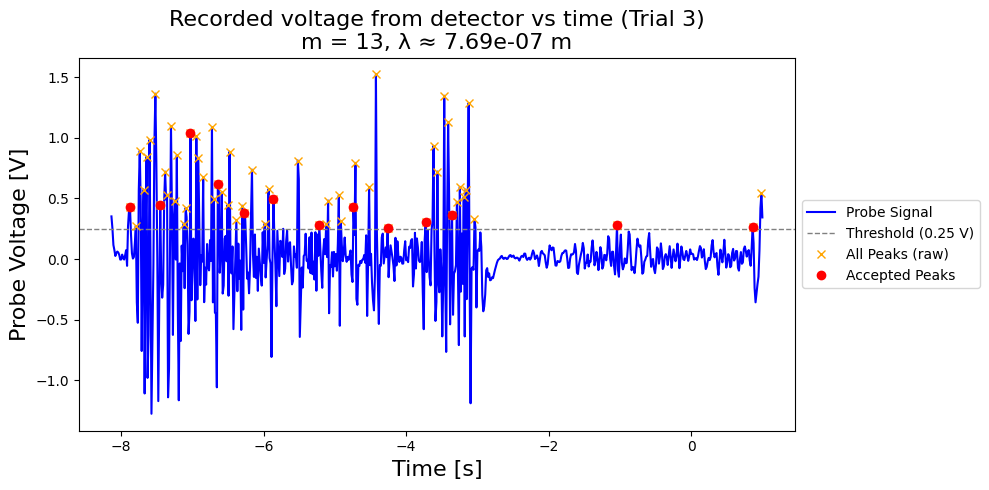 Recorded voltage from detector vs time (Trial 3)
m = 13, λ ≈ 7.69e-07 m
Probe Voltage [V]
1.5
1.0
0.5
0.0
−0.5
−1.0
−8
−6
−4
−2
0
Time [s]
Probe Signal
Threshold (0.25 V)
All Peaks (raw)
Accepted Peaks